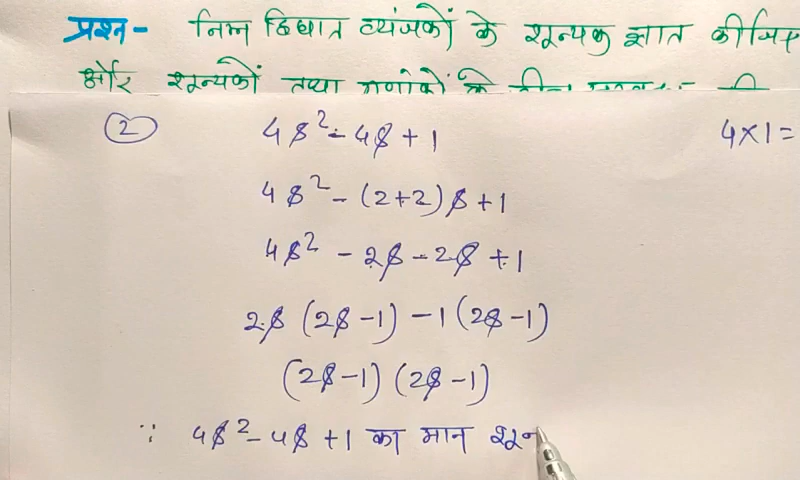 प्रश्न- निम्न द्विघात व्यंजकों के शून्यक ज्ञात कीजिए
और शून्यकों तथा गुणांकों के बीच
(2) 4s² - 4s + 1 4×1=
4s² - (2+2)s + 1
4s² - 2s - 2s + 1
2s (2s - 1) - 1 (2s - 1)
(2s - 1) (2s - 1)
∵ 4s² - 4s + 1 का मान शून